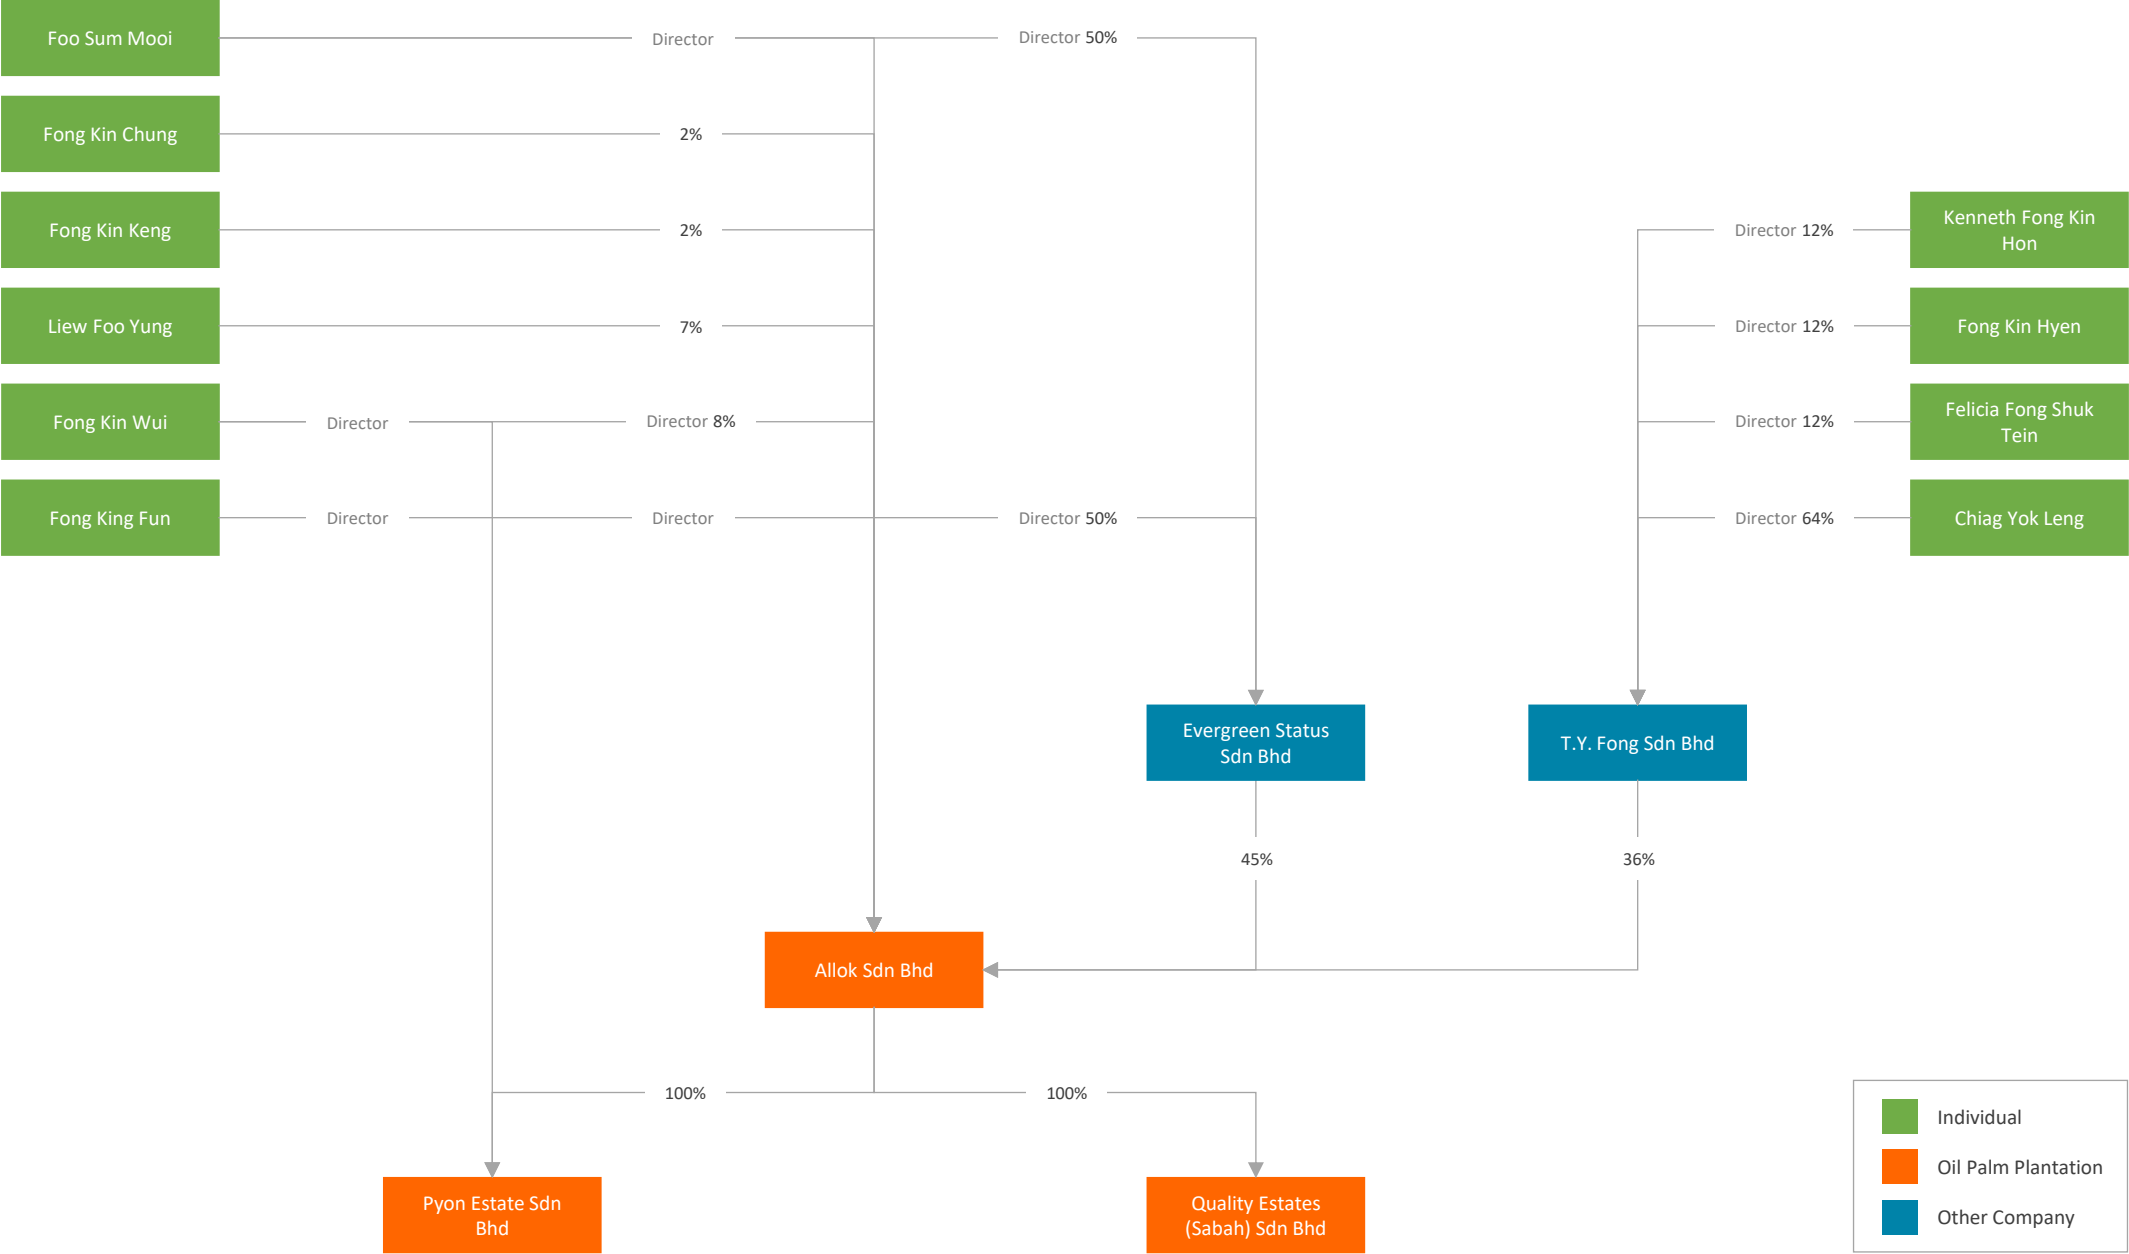 Foo Sum Mooi
Director
Director 50%
Fong Kin Chung
2%
Fong Kin Keng
2%
Director 12%
Kenneth Fong Kin
Hon
Liew Foo Yung
7%
Director 12%
Fong Kin Hyen
Fong Kin Wui
Director
Director 8%
Director 12%
Felicia Fong Shuk
Tein
Fong King Fun
Director
Director
Director 50%
Director 64%
Chiag Yok Leng
Evergreen Status
Sdn Bhd
T.Y. Fong Sdn Bhd
45%
36%
Allok Sdn Bhd
100%
100%
Pyon Estate Sdn
Bhd
Quality Estates
(Sabah) Sdn Bhd
Individual
Oil Palm Plantation
Other Company